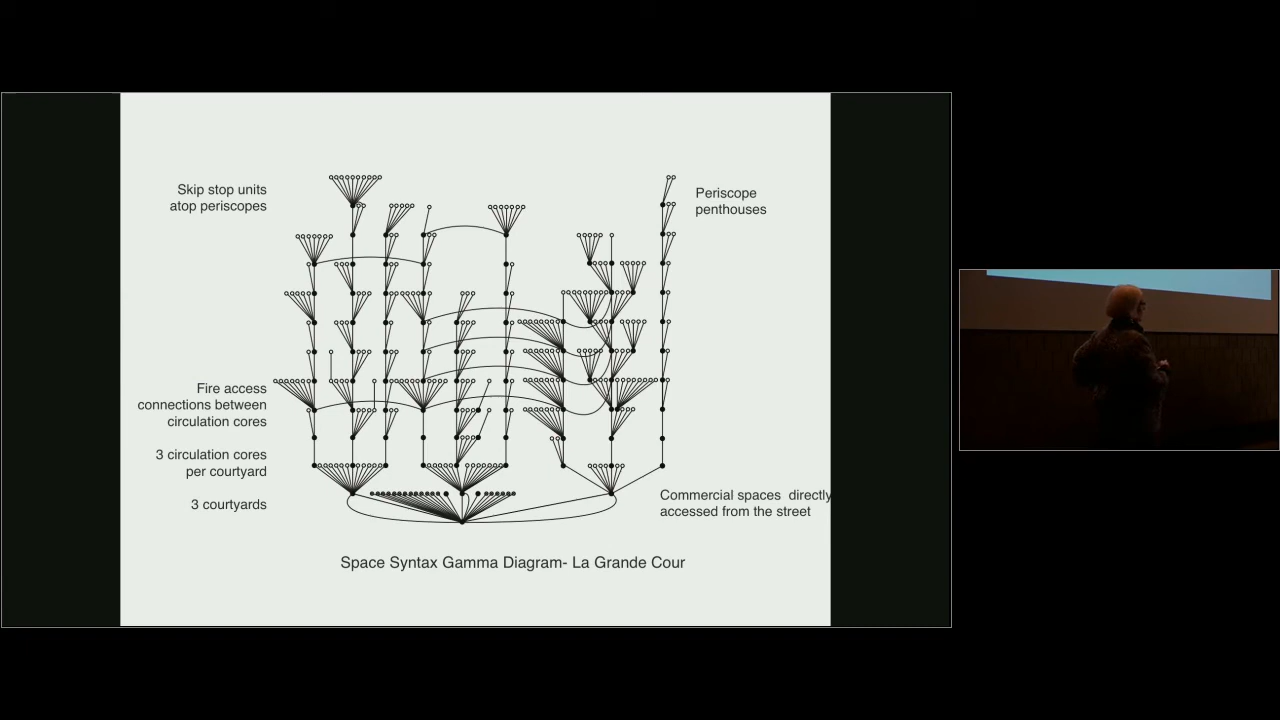 Skip stop units
atop periscopes
Periscope
penthouses
Fire access
connections between
circulation cores
3 circulation cores
per courtyard
3 courtyards
Commercial spaces directly
accessed from the street
Space Syntax Gamma Diagram- La Grande Cour